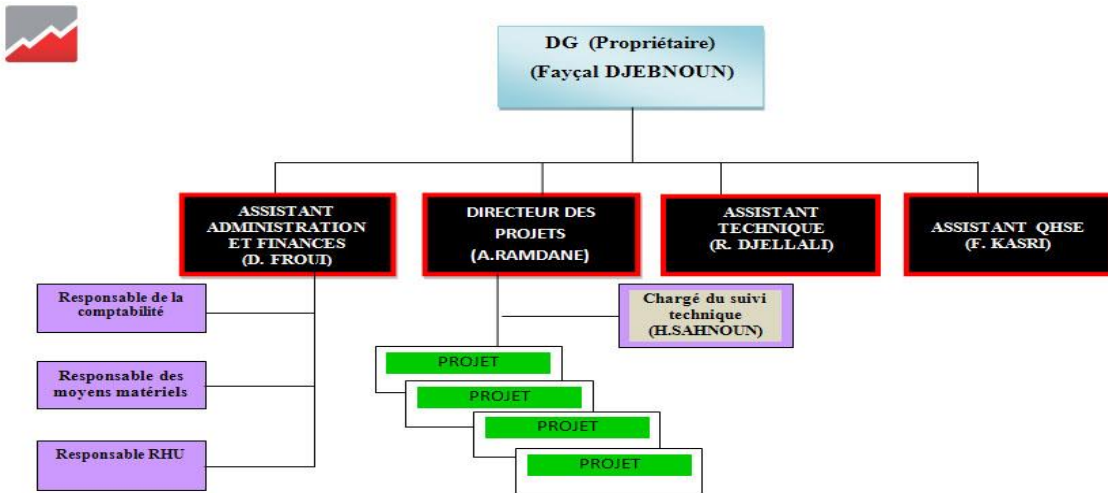 DG (Propriétaire)
(Fayçal DJEBNOUN)
ASSISTANT
ADMINISTRATION
ET FINANCES
(D. FROUI)
DIRECTEUR DES
PROJETS
(A.RAMDANE)
ASSISTANT
TECHNIQUE
(R. DJELLALI)
ASSISTANT QHSE
(F. KASRI)
Responsable de la
comptabilité
Responsable des
moyens matériels
Responsable RHU
Chargé du suivi
technique
(H.SAHNOUN)
PROJET
PROJET
PROJET
PROJET